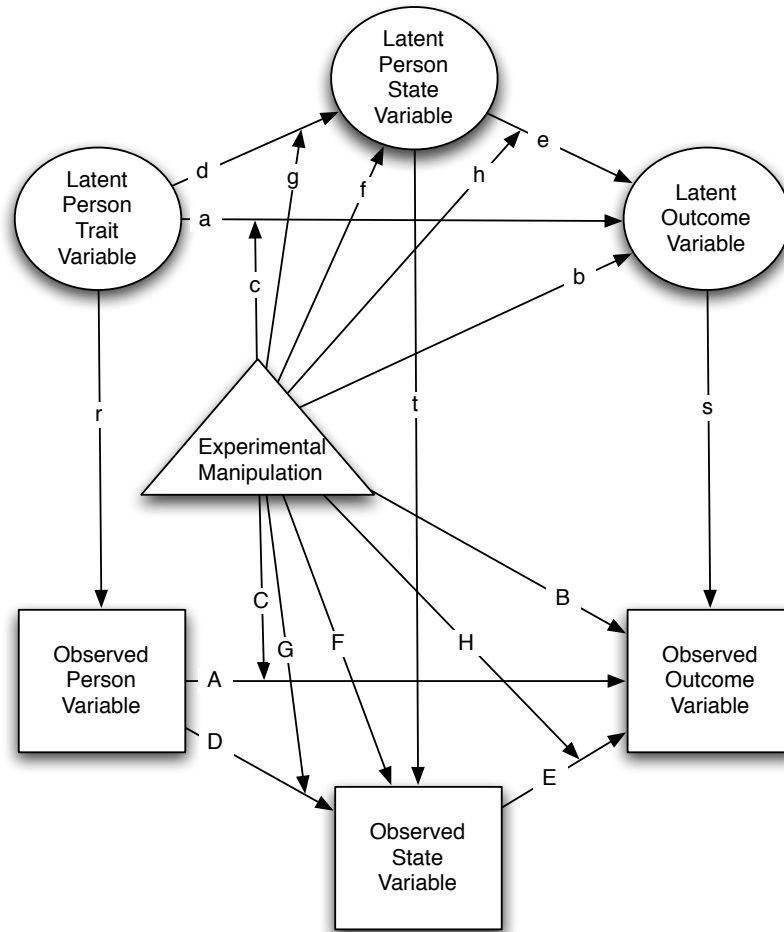 Latent
Person
State
Variable
d
e
g
f
h
Latent
Person
Trait
Variable
a
Latent
Outcome
Variable
c
b
r
t
s
Experimental
Manipulation
C
B
G
F
H
Observed
Person
Variable
A
Observed
Outcome
Variable
D
E
Observed
State
Variable